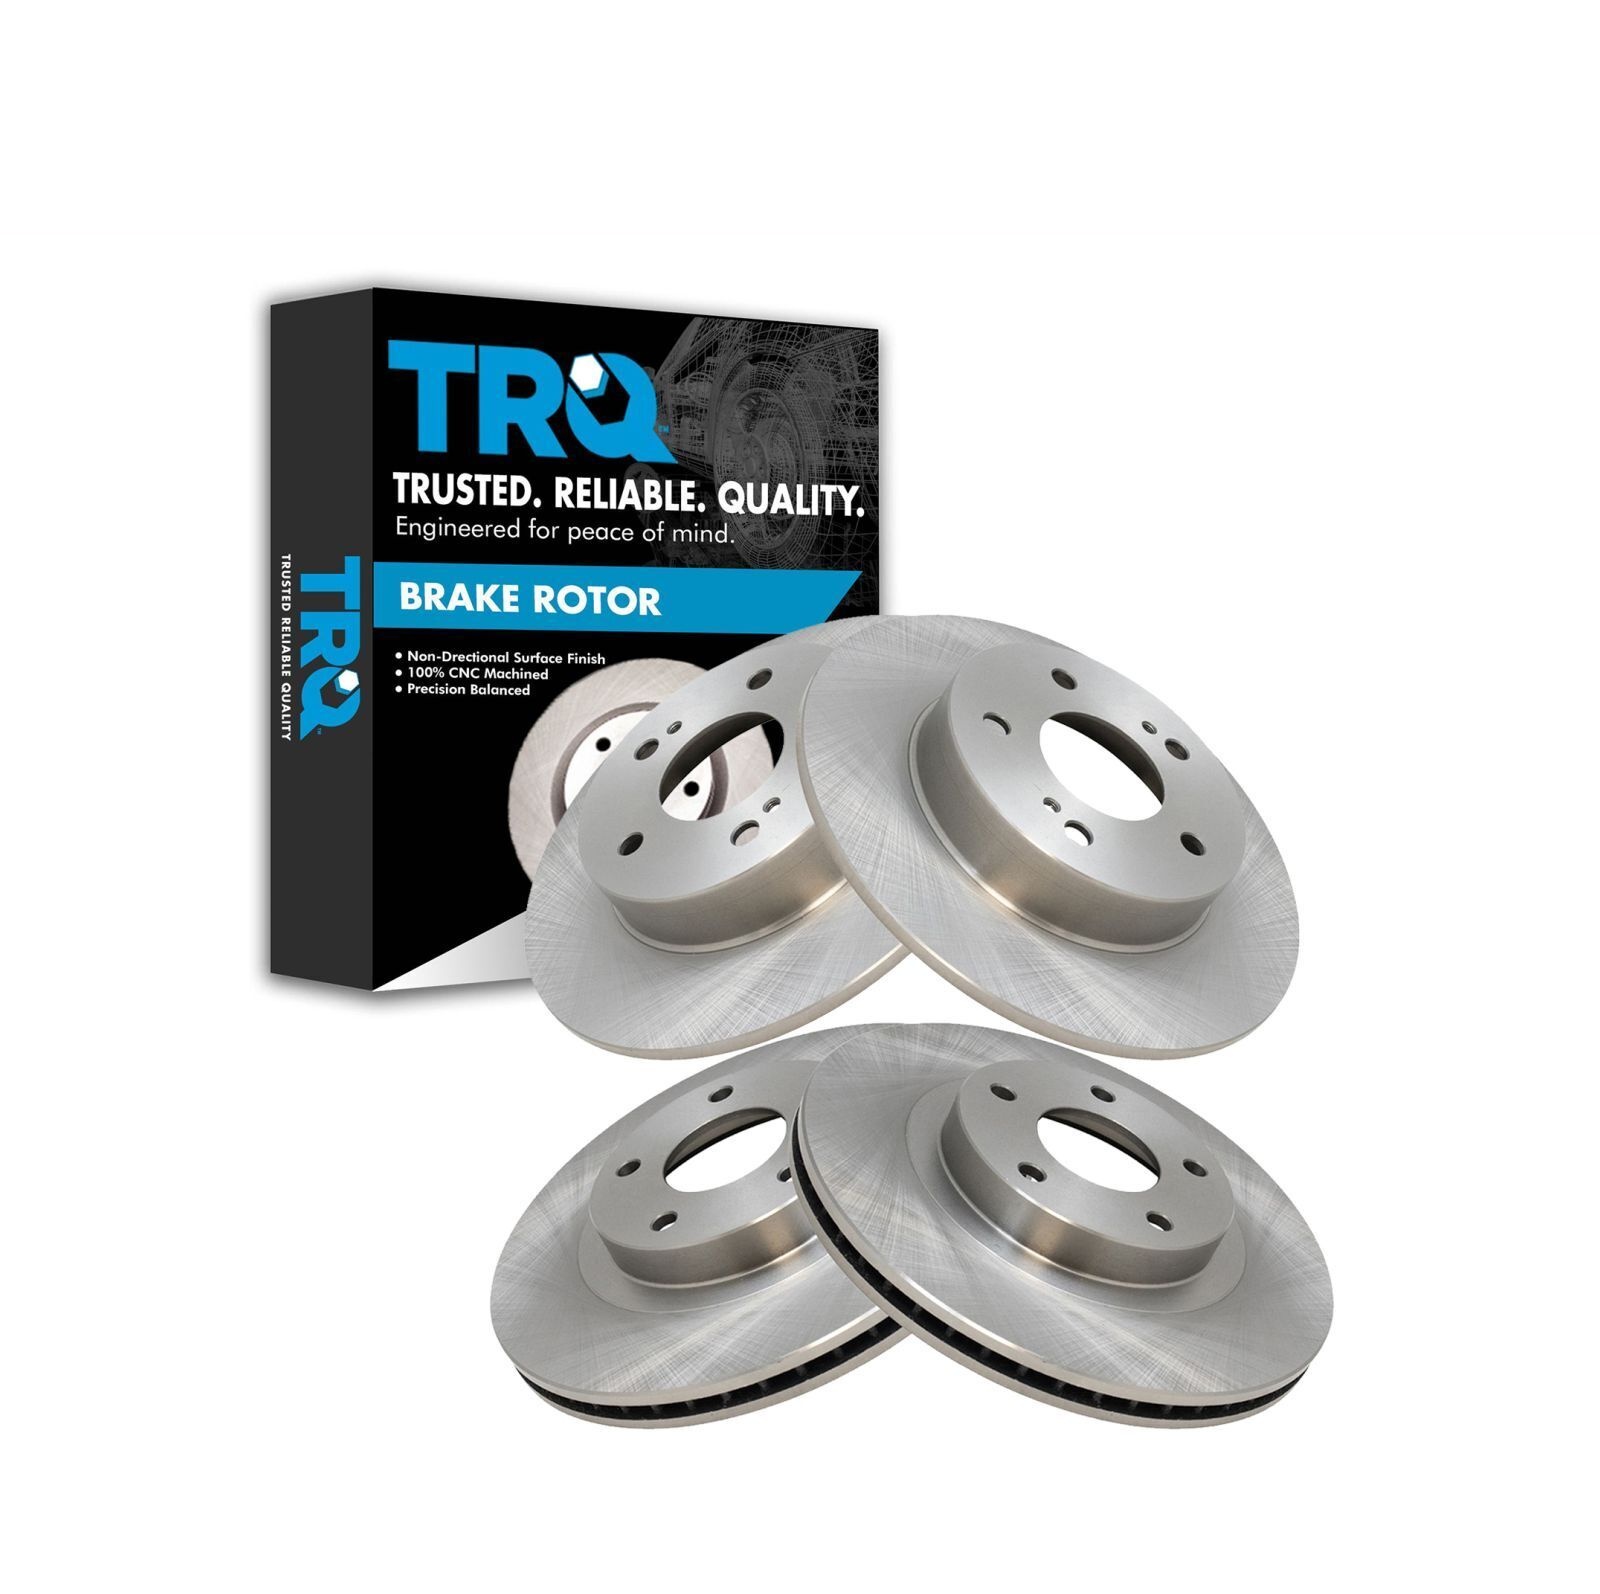 TRQ™
TRUSTED. RELIABLE. QUALITY.
Engineered for peace of mind.
BRAKE ROTOR
• Non-Drectional Surface Finish
• 100% CNC Machined
• Precision Balanced
TRQ™
TRUSTED RELIABLE QUALITY